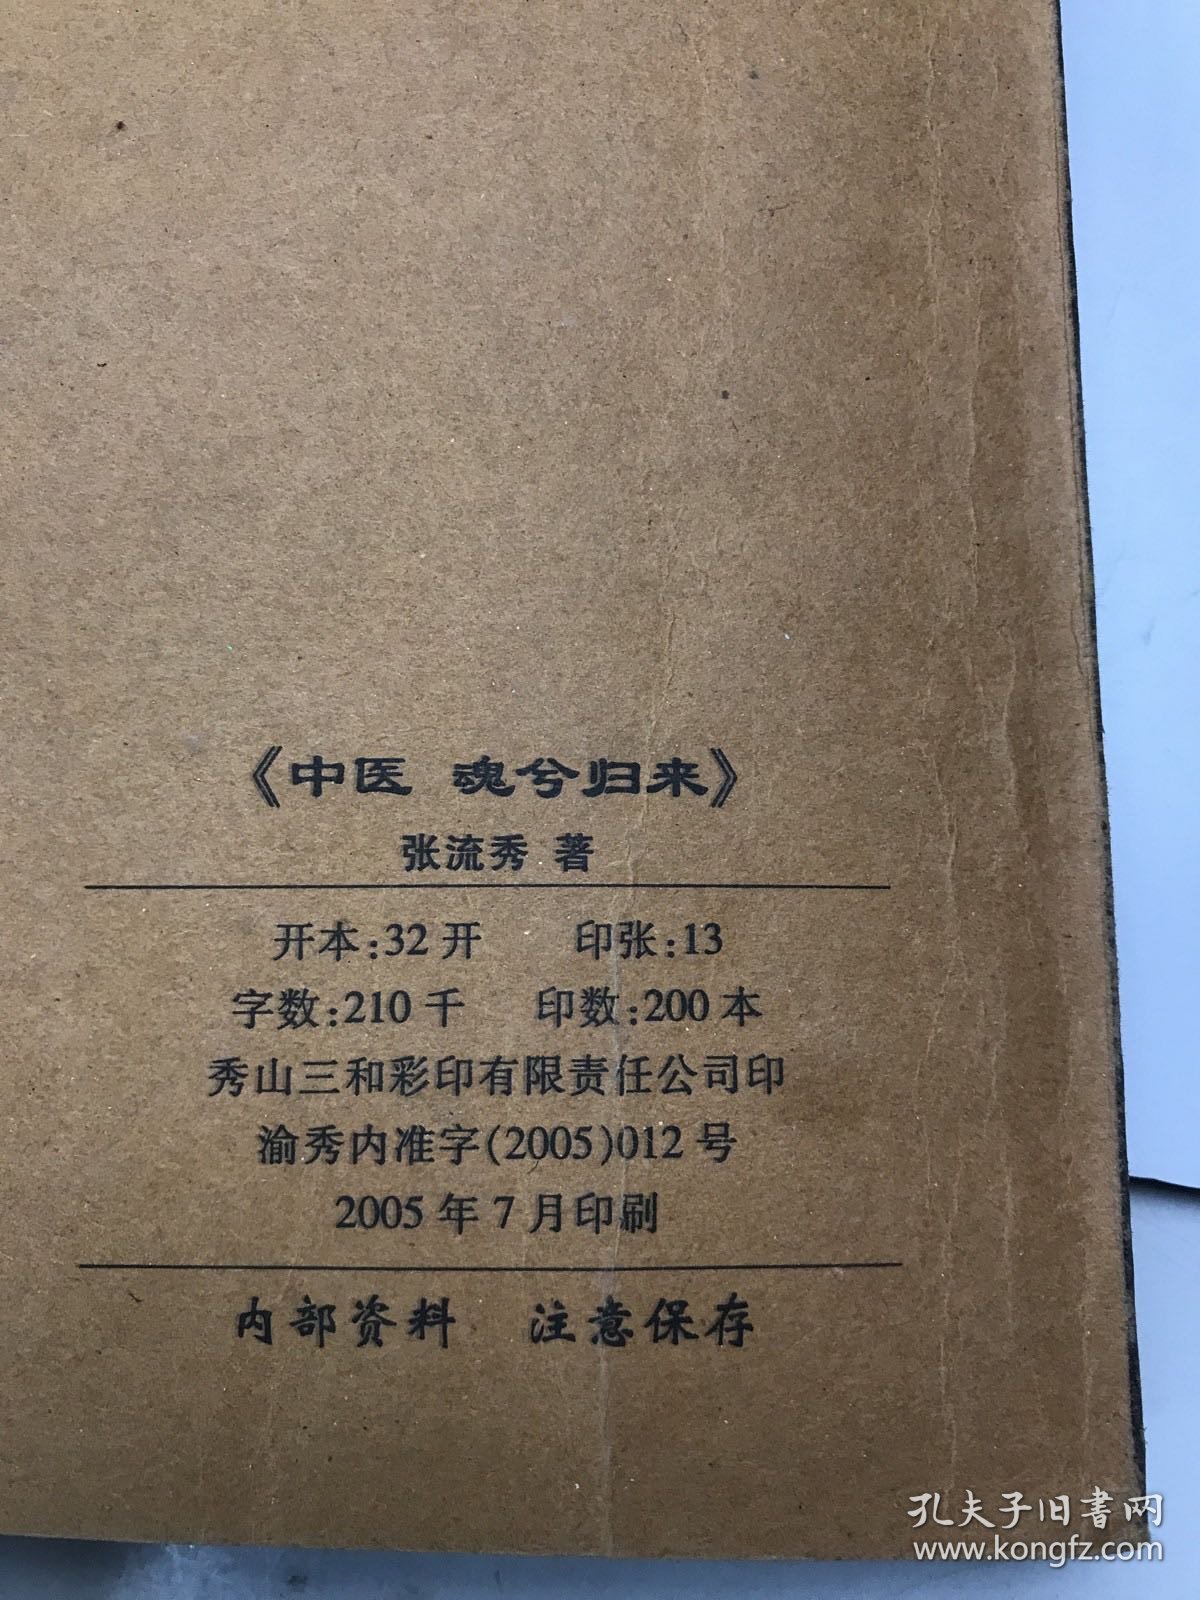 《中医 魂兮归来》
张流秀 著
开本:32开 印张:13
字数:210千 印数:200本
秀山三和彩印有限责任公司印
渝秀内准字(2005)012号
2005年7月印刷
内部资料 注意保存
孔夫子旧書网
www.kongfz.com